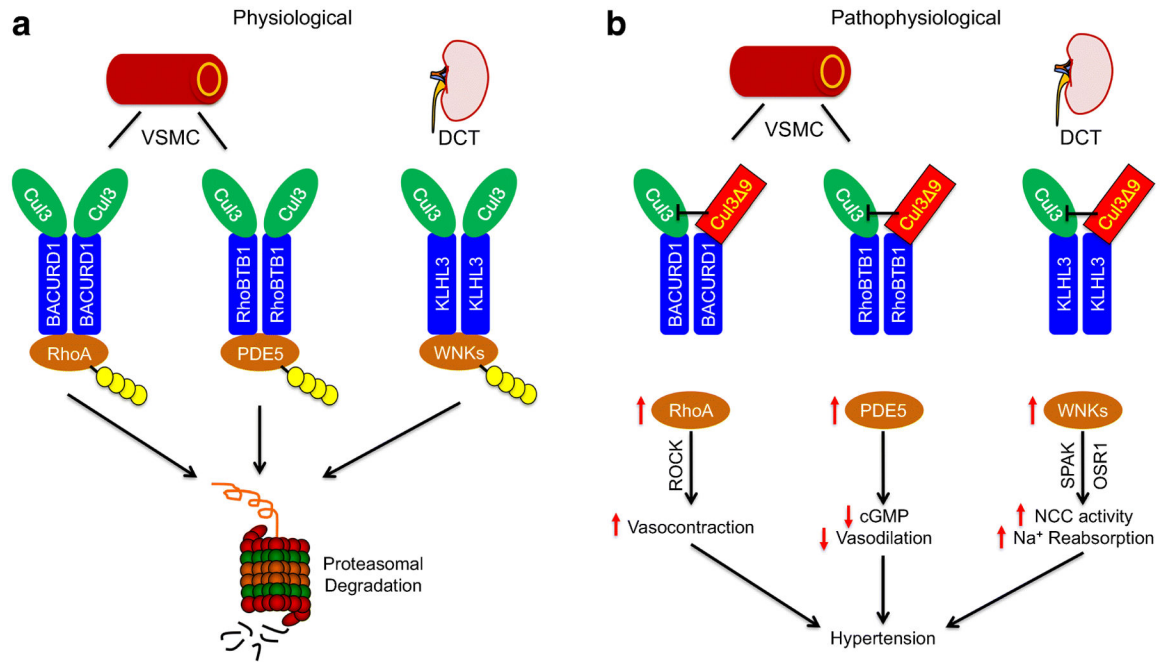 a
Physiological
VSMC
DCT
Cul3
Cul3
Cul3
Cul3
Cul3
Cul3
BACURD1
BACURD1
RhoBTB1
RhoBTB1
KLHL3
KLHL3
RhoA
PDE5
WNKs
Proteasomal
Degradation
b
Pathophysiological
VSMC
DCT
Cul3
Cul3Δ9
Cul3
Cul3Δ9
Cul3
Cul3Δ9
BACURD1
BACURD1
RhoBTB1
RhoBTB1
KLHL3
KLHL3
RhoA
PDE5
WNKs
ROCK
SPAK
OSR1
Vasocontraction
cGMP
Vasodilation
NCC activity
Na⁺ Reabsorption
Hypertension